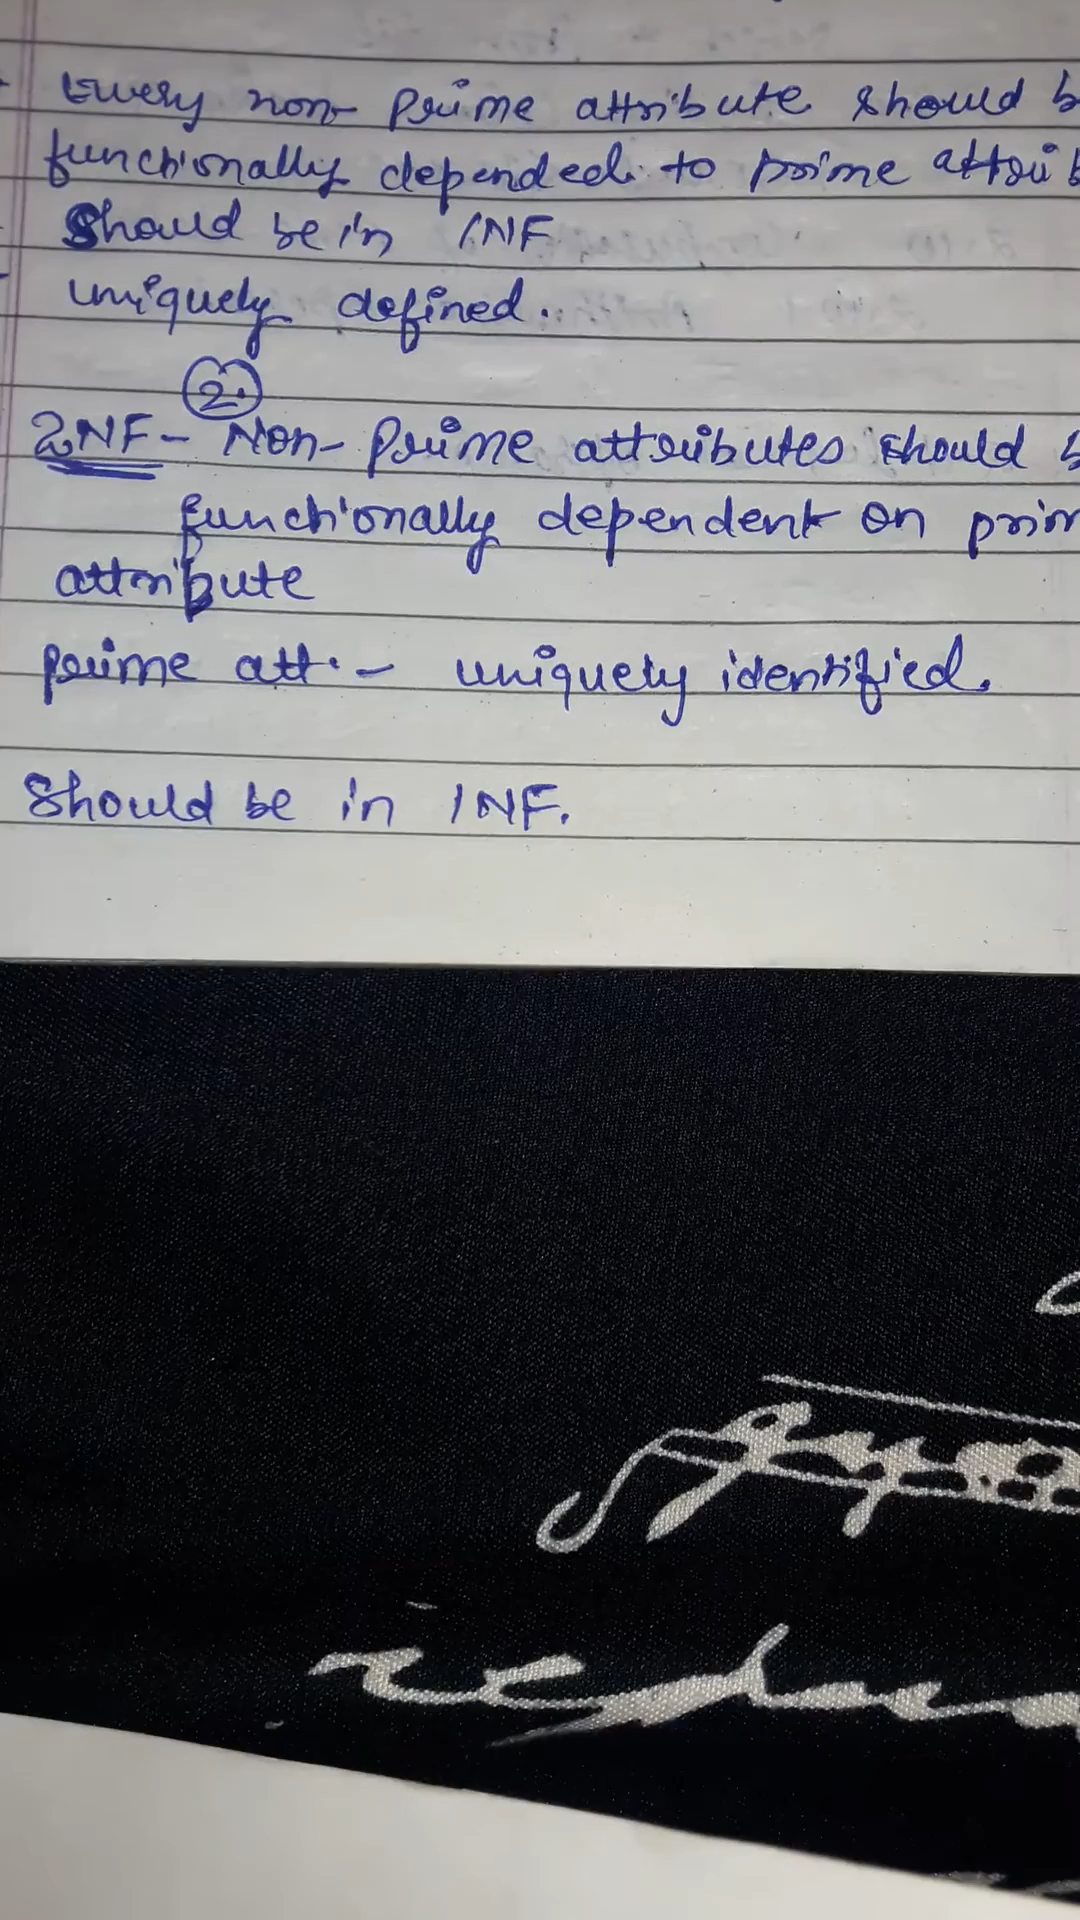 Every non-prime attribute should b
functionally depended to prime attrib
Should be in 1NF
uniquely defined.
2.
2NF- Non-prime attributes should b
functionally dependent on prim
attribute
prime att. - uniquely identified.
Should be in 1NF.